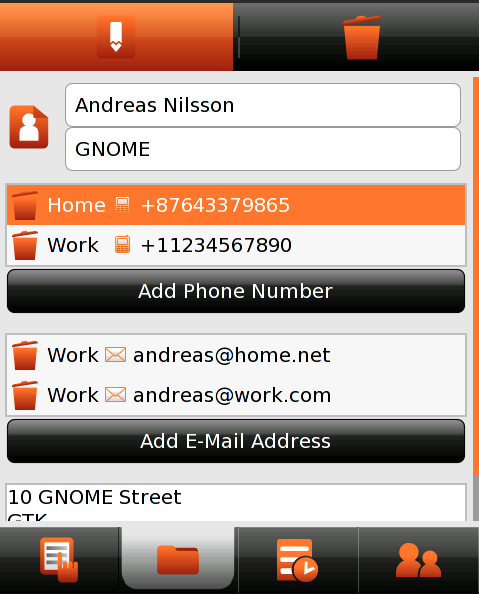 Andreas Nilsson
GNOME
Home +87643379865
Work +11234567890
Add Phone Number
Work andreas@home.net
Work andreas@work.com
Add E-Mail Address
10 GNOME Street
GTK